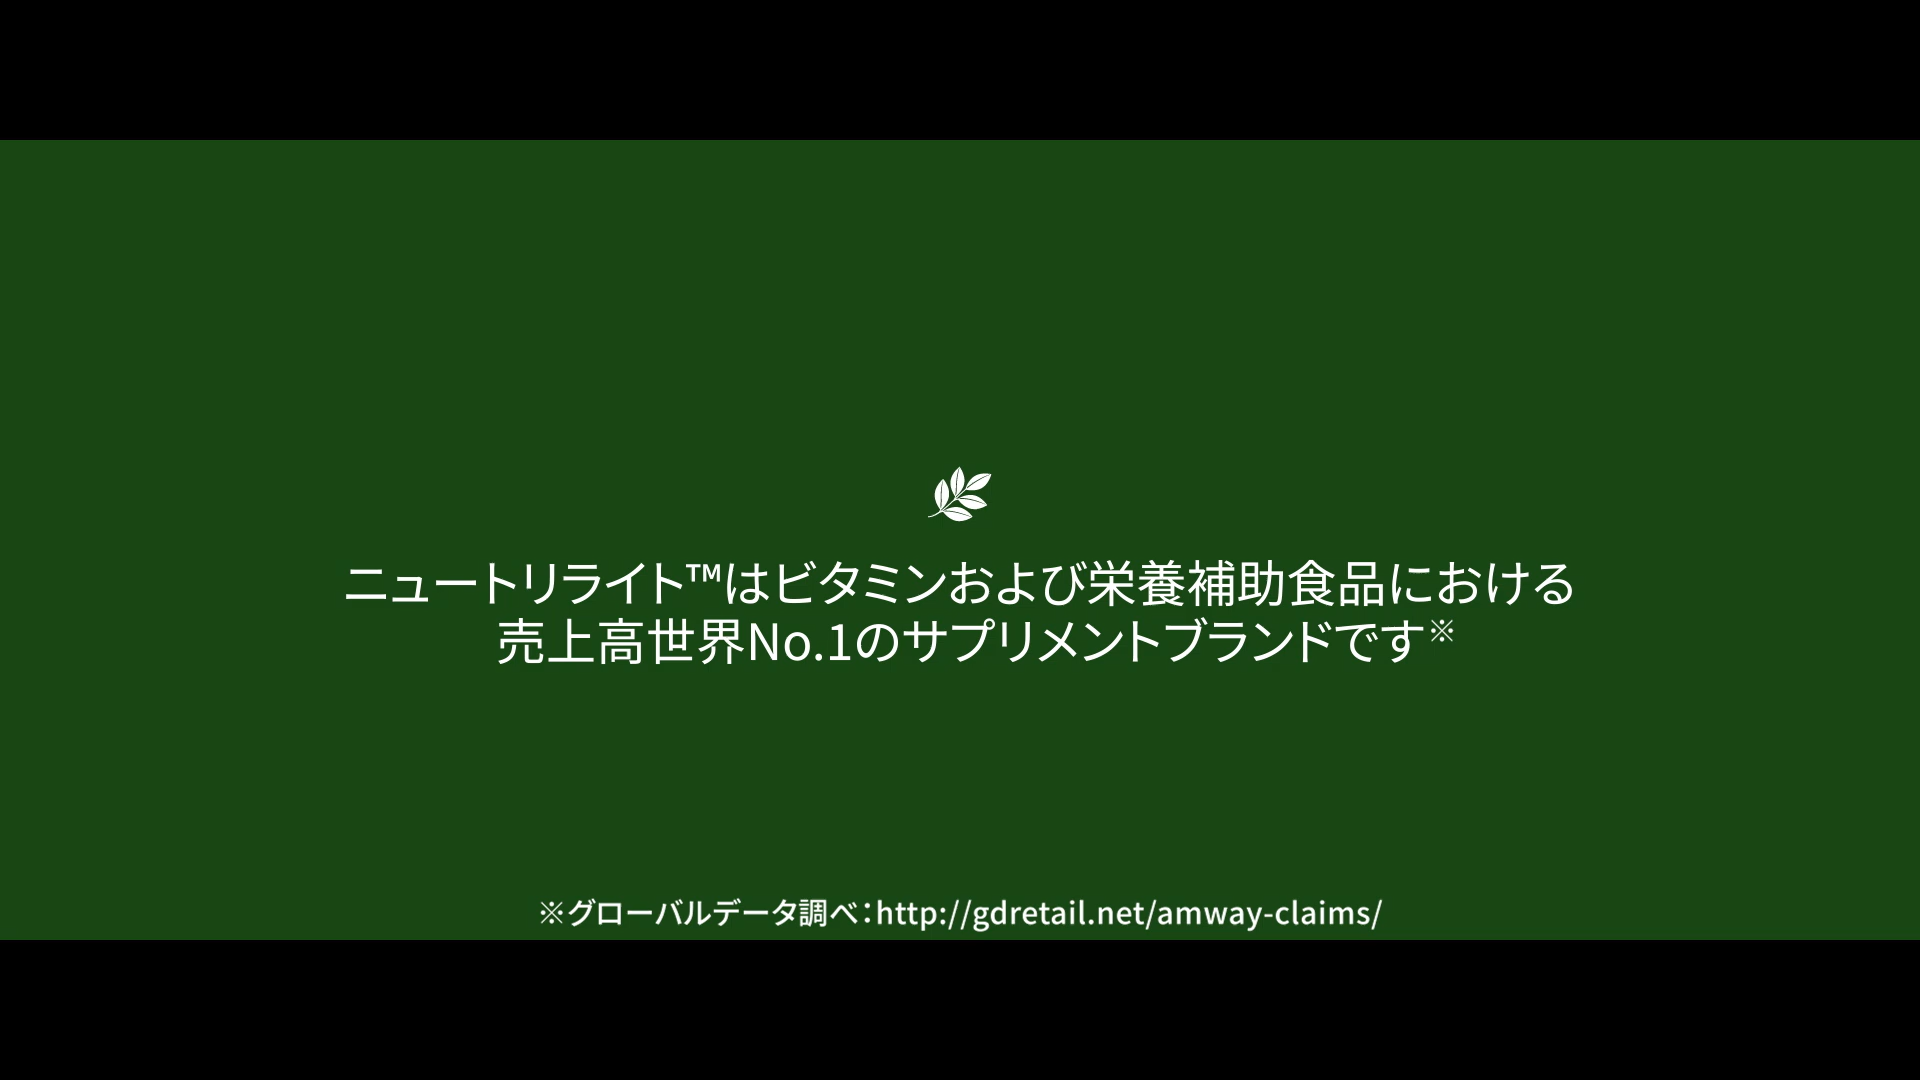 ニュートリライト™はビタミンおよび栄養補助食品における
売上高世界No.1のサプリメントブランドです※
※グローバルデータ調べ：http://gdretail.net/amway-claims/